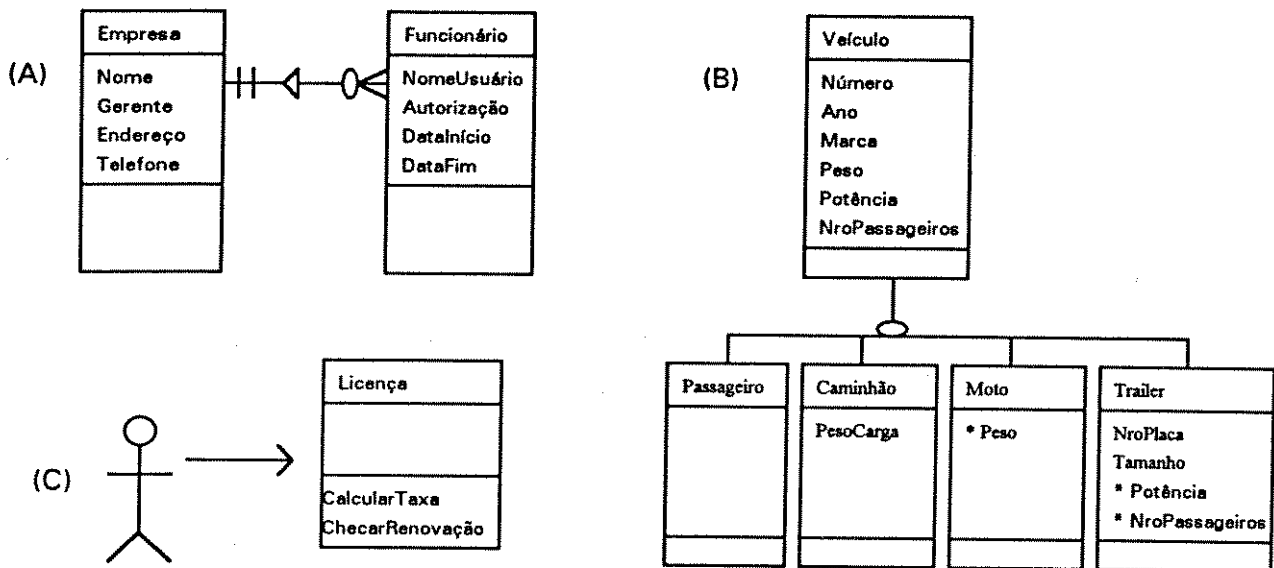 (A)
Empresa
Nome
Gerente
Endereço
Telefone
Funcionário
NomeUsuário
Autorização
DataInício
DataFim
(B)
Veículo
Número
Ano
Marca
Peso
Potência
NroPassageiros
Passageiro
Caminhão
PesoCarga
Moto
* Peso
Trailer
NroPlaca
Tamanho
* Potência
* NroPassageiros
(C)
Licença
CalcularTaxa
ChecarRenovação